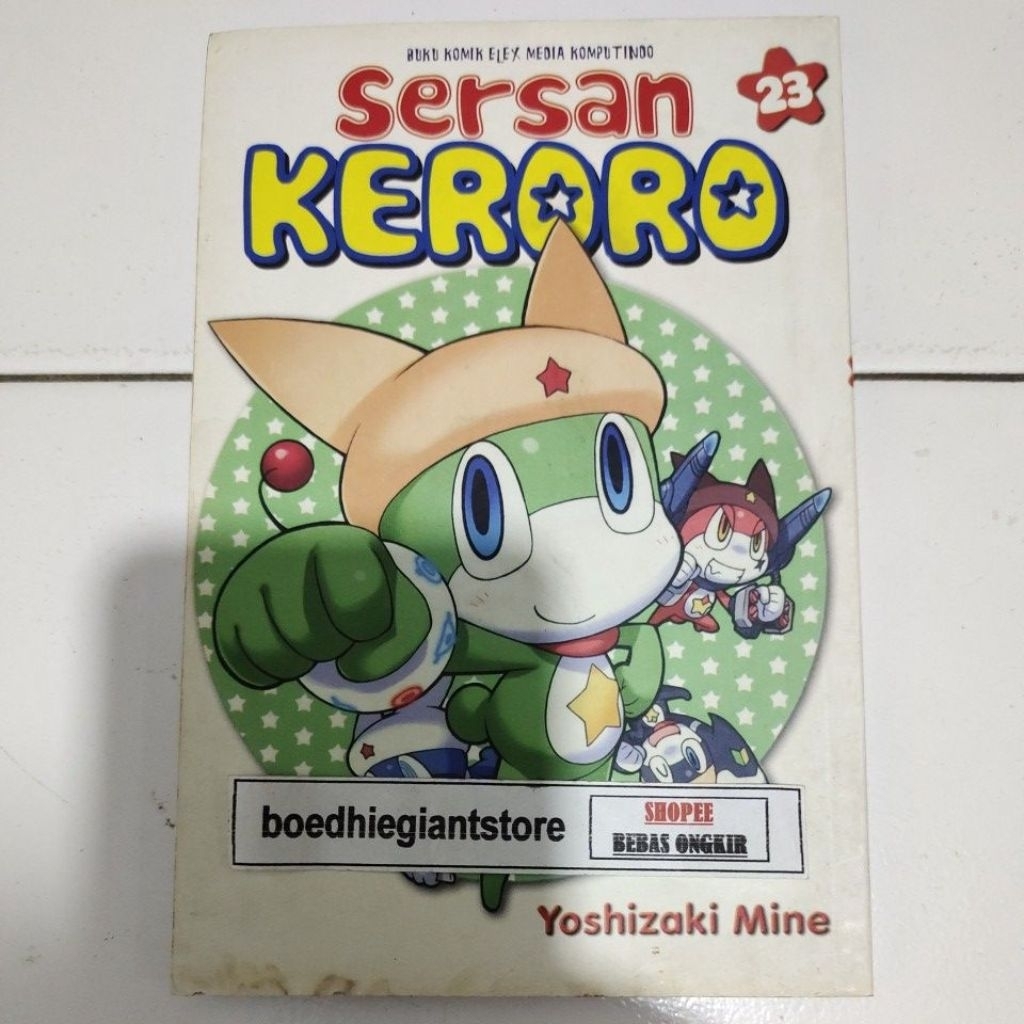 BUKU KOMIK ELEX MEDIA KOMPUTINDO
sersan
23
KERORO
boedhiegiantstore
SHOPEE
BEBAS ONGKIR
Yoshizaki Mine